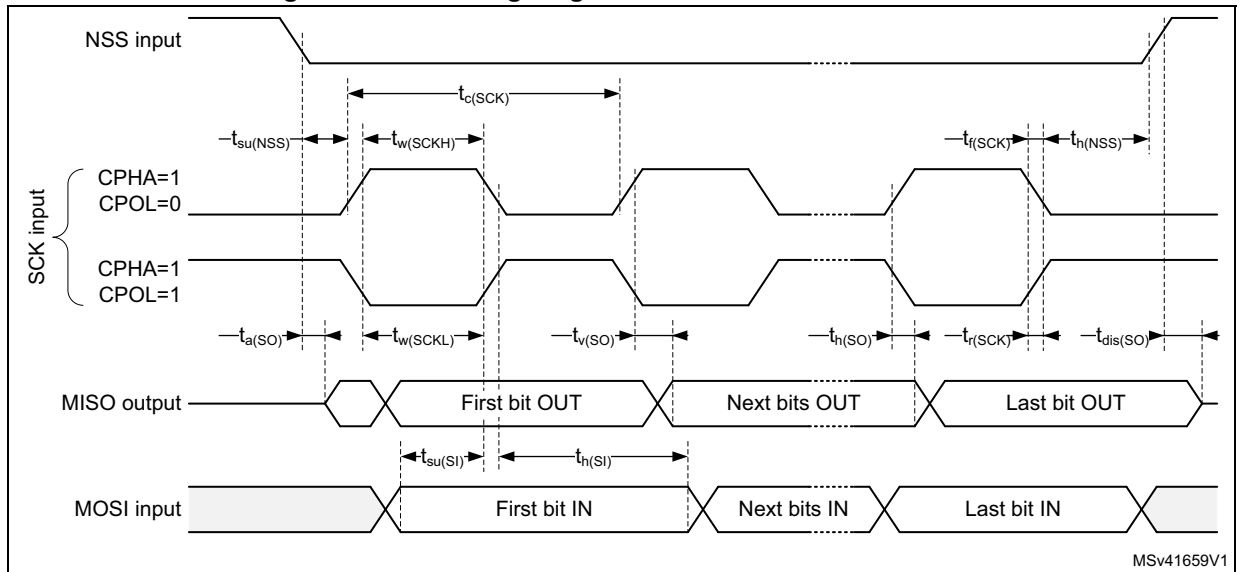 NSS input
tc(SCK)
tsu(NSS)
tw(SCKH)
tf(SCK)
th(NSS)
SCK input
CPHA=1
CPOL=0
CPHA=1
CPOL=1
ta(SO)
tw(SCKL)
tv(SO)
th(SO)
tr(SCK)
tdis(SO)
MISO output
First bit OUT
Next bits OUT
Last bit OUT
tsu(SI)
th(SI)
MOSI input
First bit IN
Next bits IN
Last bit IN
MSv41659V1